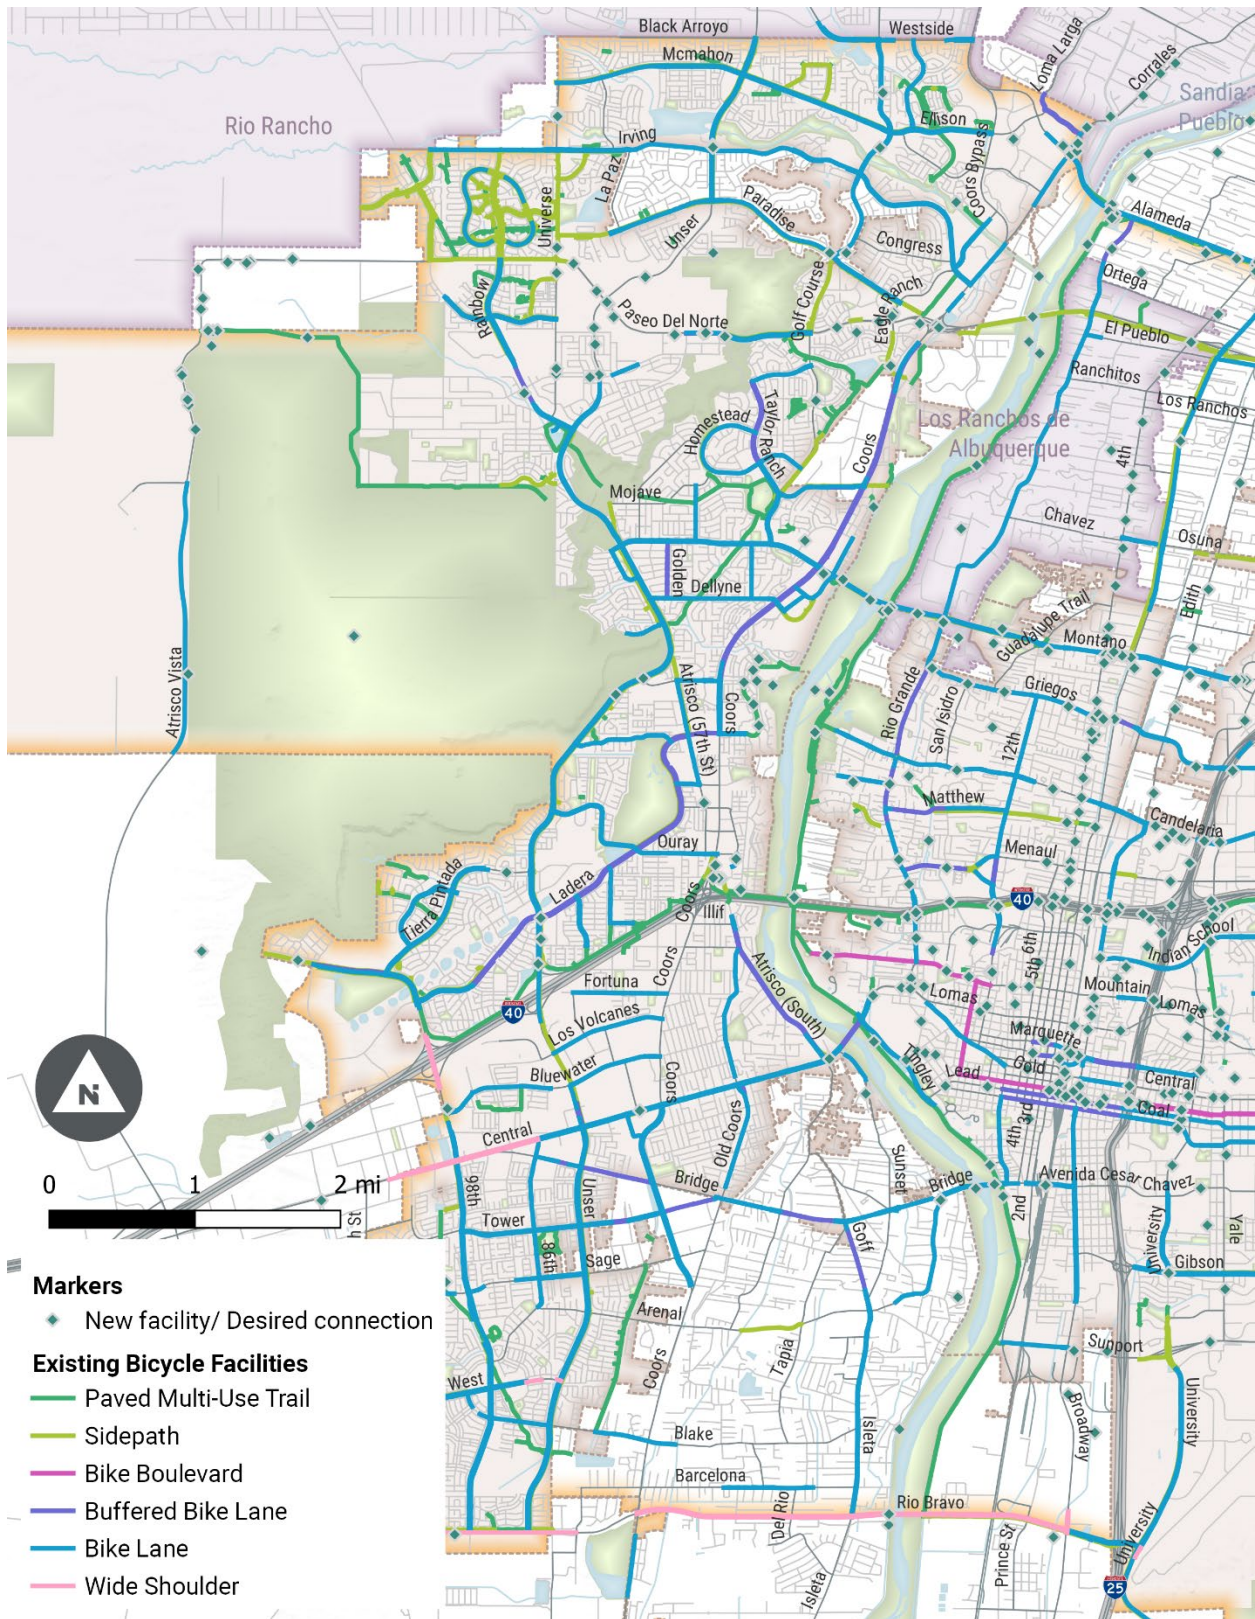 Black Arroyo
Westside
Loma Larga
Corrales
Mcmahon
Sandia
Pueblo
Rio Rancho
Irving
Ellison
La Paz
Coors Bypass
Universe
Paradise
Alameda
Unser
Congress
Ortega
Rainbow
Golf Course
Eagle Ranch
Paseo Del Norte
El Pueblo
Ranchitos
Los Ranchos
Taylor Ranch
Homestead
Coors
Los Ranchos de
Albuquerque
4th
Mojave
Chavez
Osuna
Golden
Dellyne
Edith
Guadalupe Trail
Montano
Atrisco Vista
Atrisco (57th St)
Coors
Rio Grande
San Isidro
Griegos
12th
Matthew
Candelaria
Ouray
Menaul
Tierra Pintada
Ladera
Coors
Illif
40
Indian School
5th
6th
Fortuna
Coors
Atrisco (South)
Lomas
Mountain
Lomas
40
Los Volcanes
Marquette
Tingley
Gold
Bluewater
Lead
Central
N
Coors
Coal
Central
Old Coors
4th
3rd
0
1
2 mi
98th
Bridge
Sunset
Bridge
Avenida Cesar Chavez
h St
Unser
2nd
University
Yale
Tower
Goff
86th
Sage
Gibson
Markers
New facility/ Desired connection
Arenal
Existing Bicycle Facilities
Tapia
Support
Coors
Paved Multi-Use Trail
West
University
Sidepath
Broadway
Blake
Isleta
Bike Boulevard
Barcelona
Buffered Bike Lane
Del Rio
Rio Bravo
Bike Lane
Prince St
University
Wide Shoulder
Isleta
25